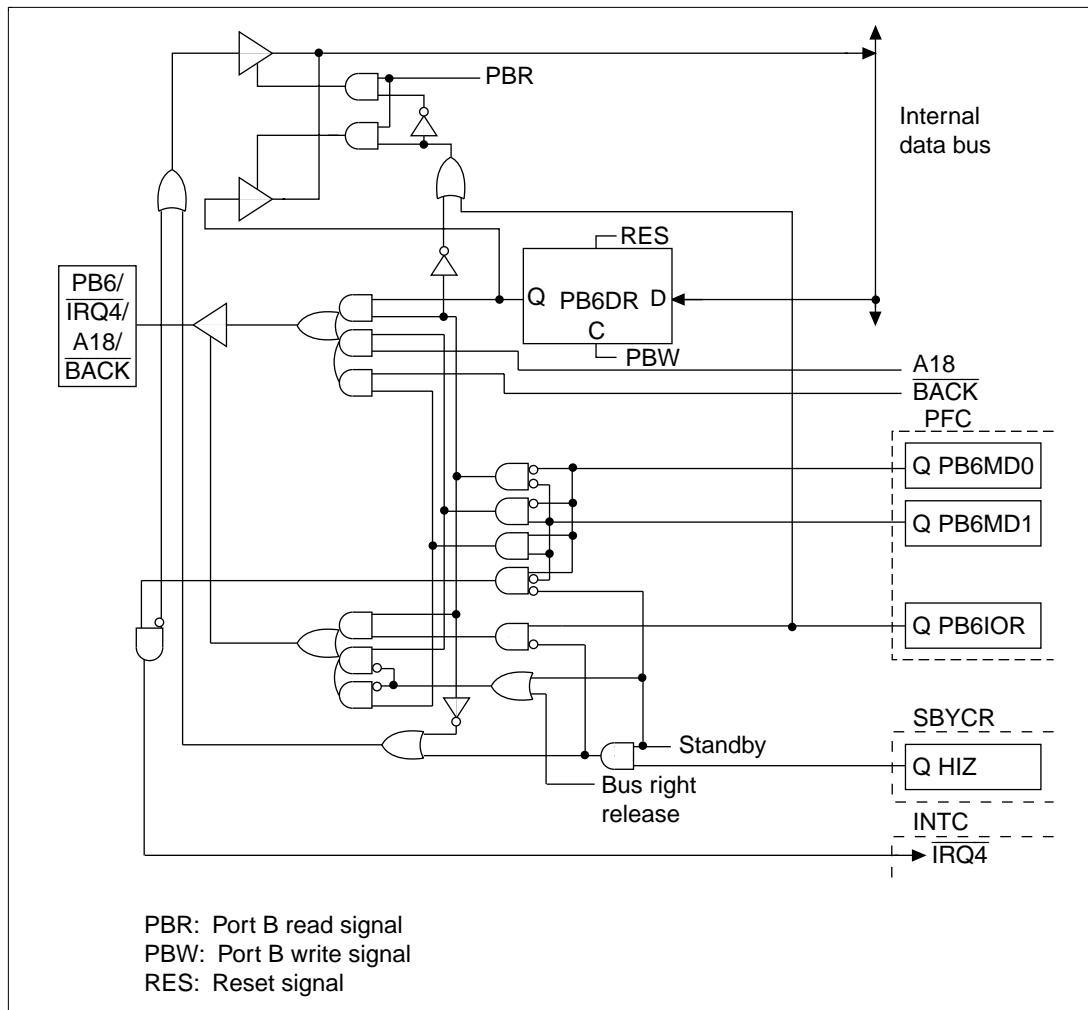 PBR
Internal
data bus
RES
PB6/
IRQ4/
A18/
BACK
Q PB6DR D
C
PBW
A18
BACK
PFC
Q PB6MD0
Q PB6MD1
Q PB6IOR
SBYCR
Standby
Q HIZ
Bus right
release
INTC
IRQ4
PBR: Port B read signal
PBW: Port B write signal
RES: Reset signal